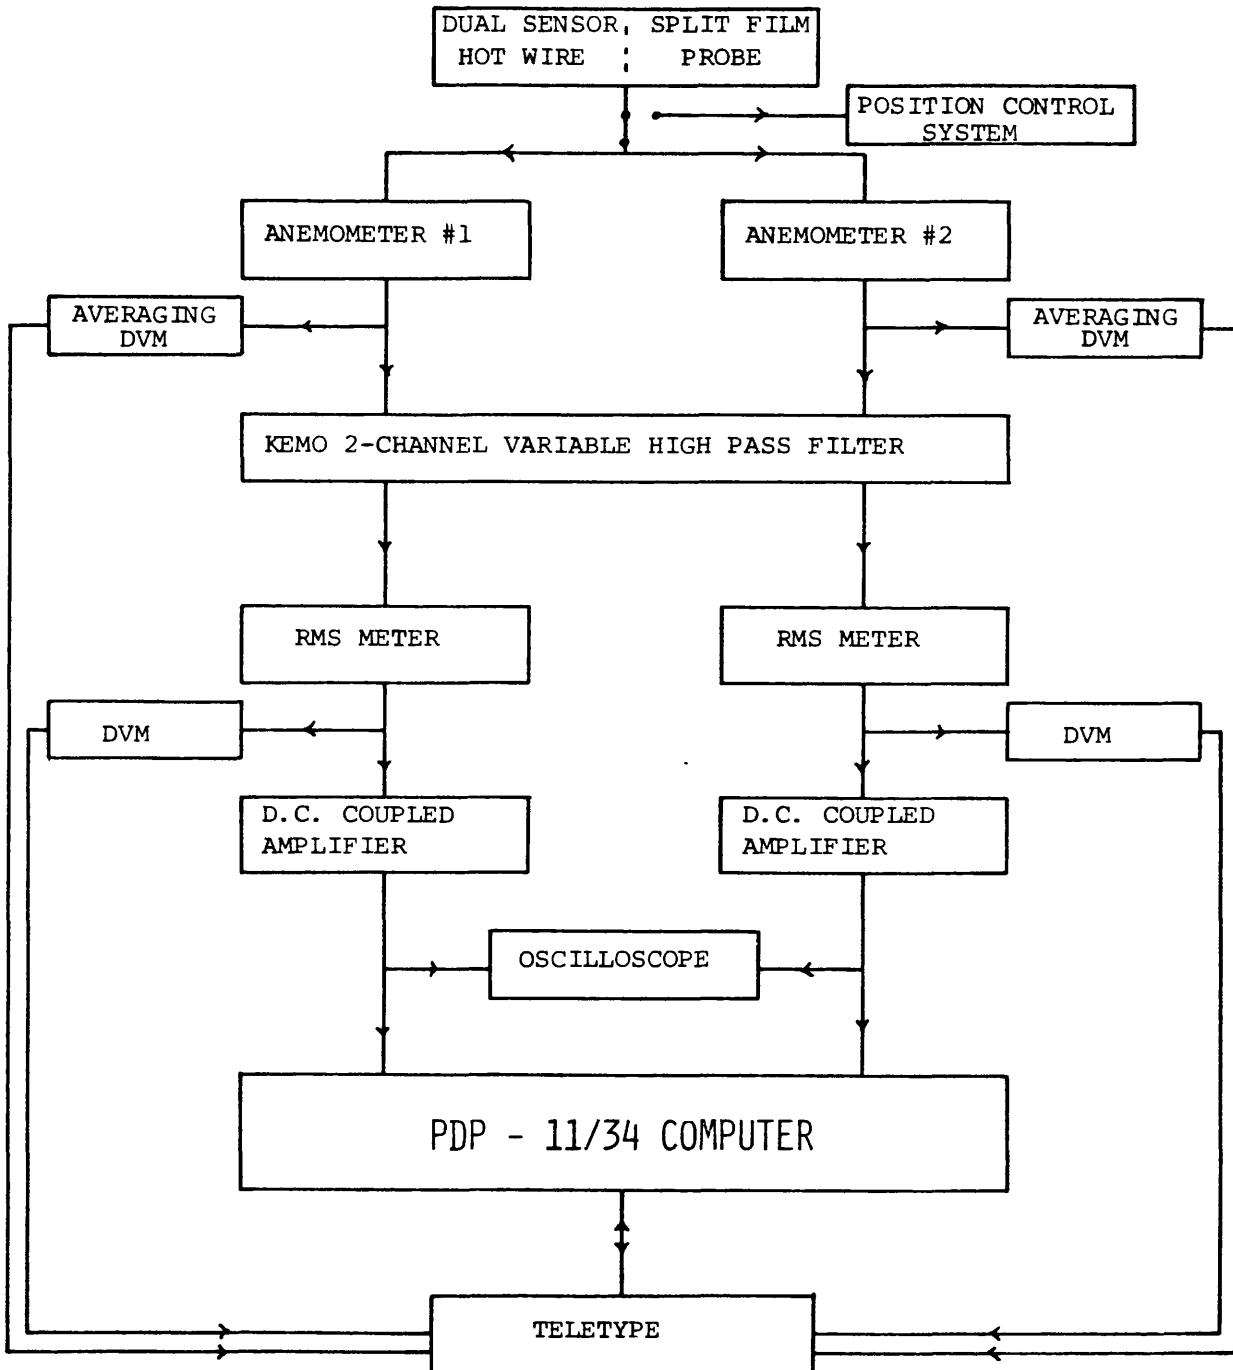 DUAL SENSOR
HOT WIRE
SPLIT FILM
PROBE
POSITION CONTROL
SYSTEM
ANEMOMETER #1
ANEMOMETER #2
AVERAGING
DVM
AVERAGING
DVM
KEMO 2-CHANNEL VARIABLE HIGH PASS FILTER
RMS METER
RMS METER
DVM
DVM
D.C. COUPLED
AMPLIFIER
D.C. COUPLED
AMPLIFIER
OSCILLOSCOPE
PDP - 11/34 COMPUTER
TELETYPE